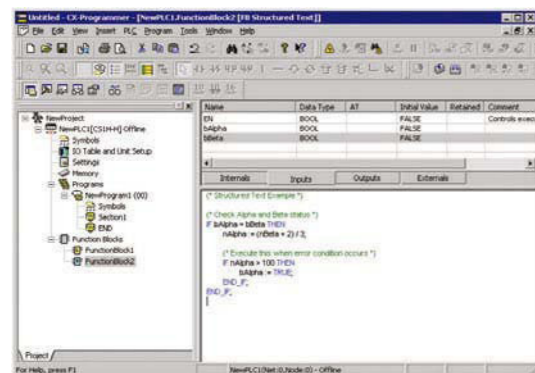 Untitled - CX-Programmer - [NewPLC1.FunctionBlock2 [FB Structured Text]]
File Edit View Insert PLC Program Tools Window Help
NewProject
NewPLC1[CS1H-H] Offline
Symbols
IO Table and Unit Setup
Settings
Memory
Programs
NewProgram1 (00)
Symbols
Section1
END
Function Blocks
FunctionBlock1
FunctionBlock2
Project
Name Data Type AT Initial Value Retained Comment
EN BOOL FALSE Controls exec
bAlpha BOOL FALSE
bBeta BOOL FALSE
Internals Inputs Outputs Externals
(* Structured Text Example *)
(* Check Alpha and Beta status *)
IF bAlpha = bBeta THEN
nAlpha := (nBeta + 2) / 3;
(* Execute this when error condition occurs *)
IF nAlpha > 100 THEN
bAlpha := TRUE;
END_IF;
END_IF;
For Help, press F1 NewPLC1(Net:0,Node:0) - Offline